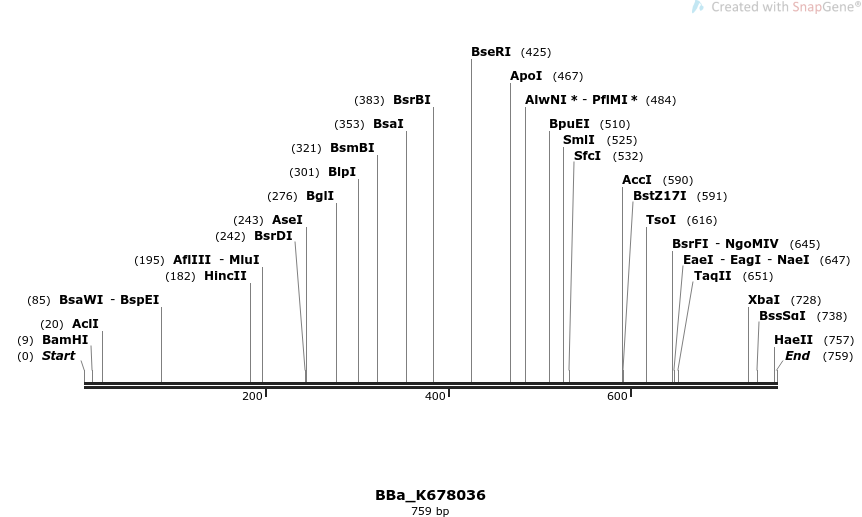 Created with SnapGene®
BseRI (425)
ApoI (467)
(383) BsrBI AlwNI * - PflMI * (484)
(353) BsaI BpuEI (510)
SmlI (525)
(321) BsmBI SfcI (532)
(301) BlpI AccI (590)
(276) BglI BstZ17I (591)
(243) AseI TsoI (616)
(242) BsrDI
BsrFI - NgoMIV (645)
(195) AflIII - MluI EaeI - EagI - NaeI (647)
(182) HincII TaqII (651)
(85) BsaWI - BspEI XbaI (728)
BssSαI (738)
(20) AclI
(9) BamHI HaeII (757)
(0) Start End (759)
200 400 600
BBa_K678036
759 bp